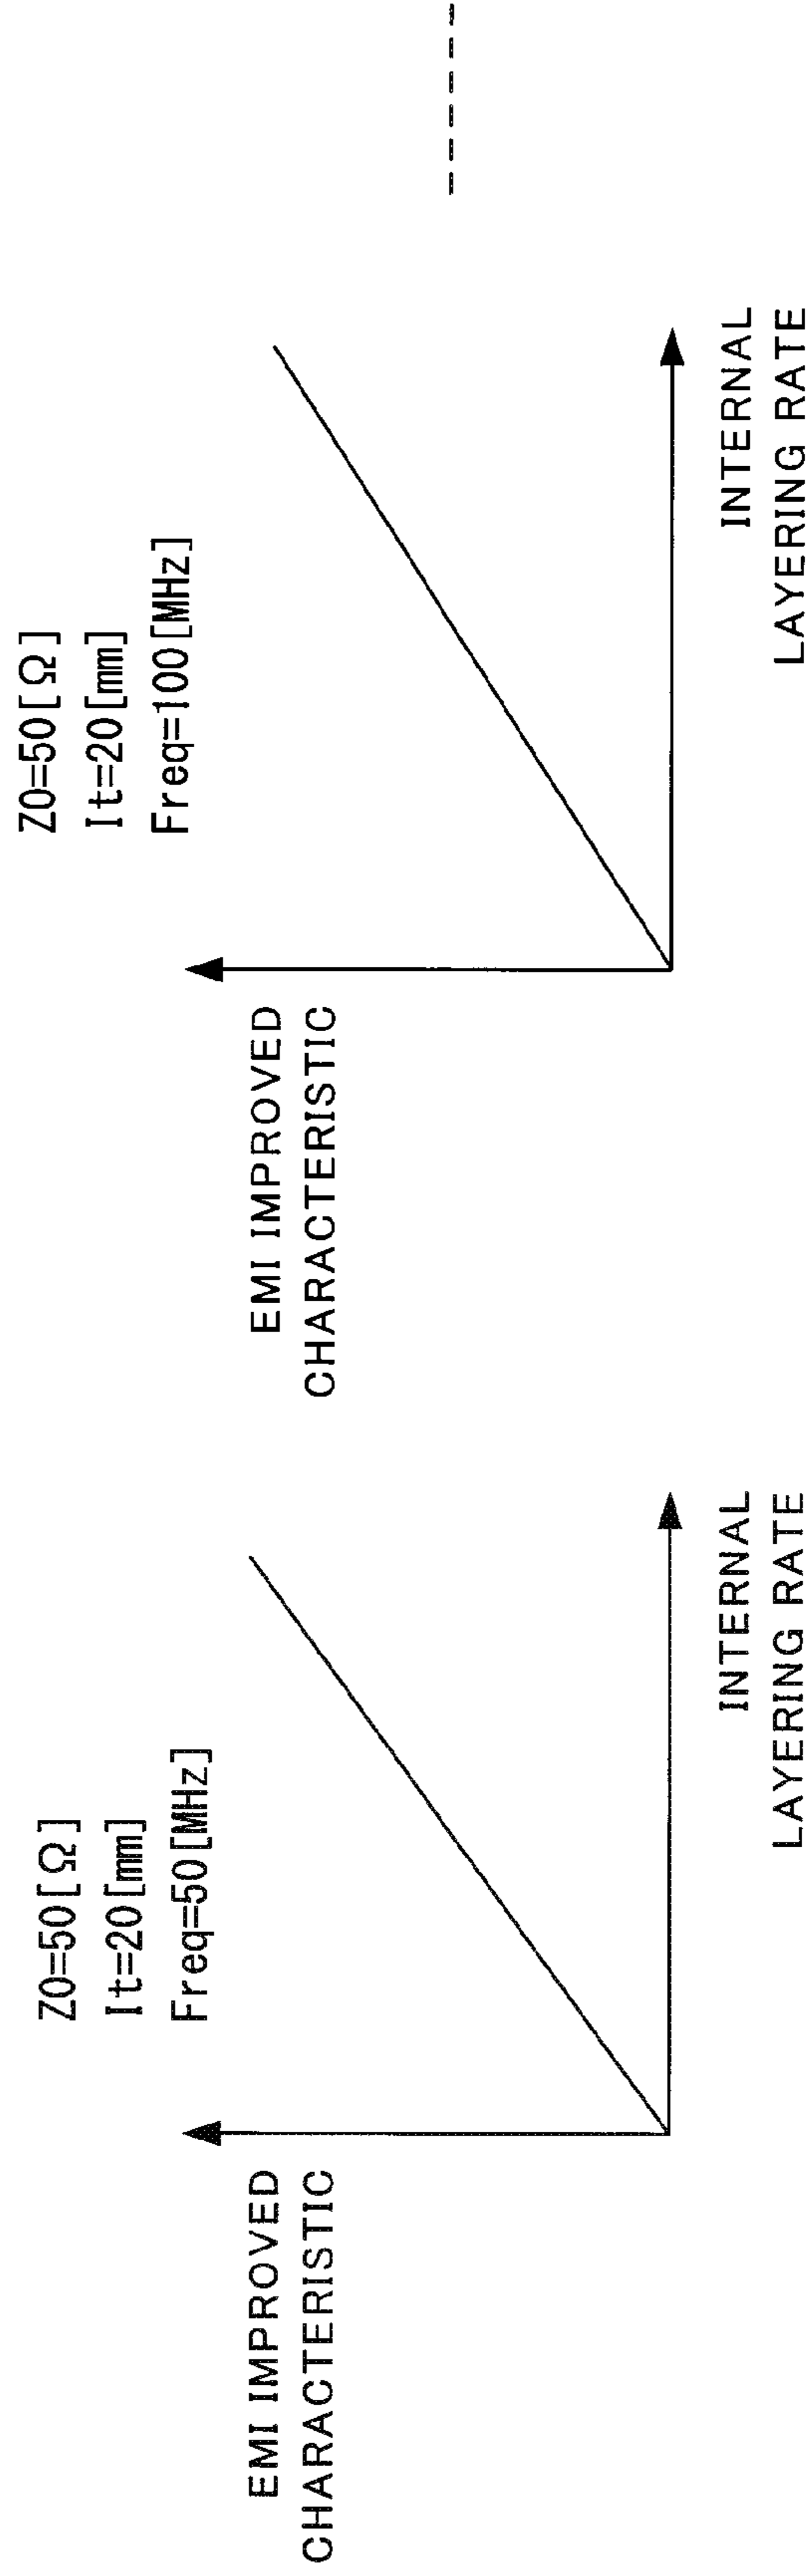 Z0=50[Ω]
It=20[mm]
Freq=50[MHz]
EMI IMPROVED
CHARACTERISTIC
INTERNAL
LAYERING RATE
Z0=50[Ω]
It=20[mm]
Freq=100[MHz]
EMI IMPROVED
CHARACTERISTIC
INTERNAL
LAYERING RATE